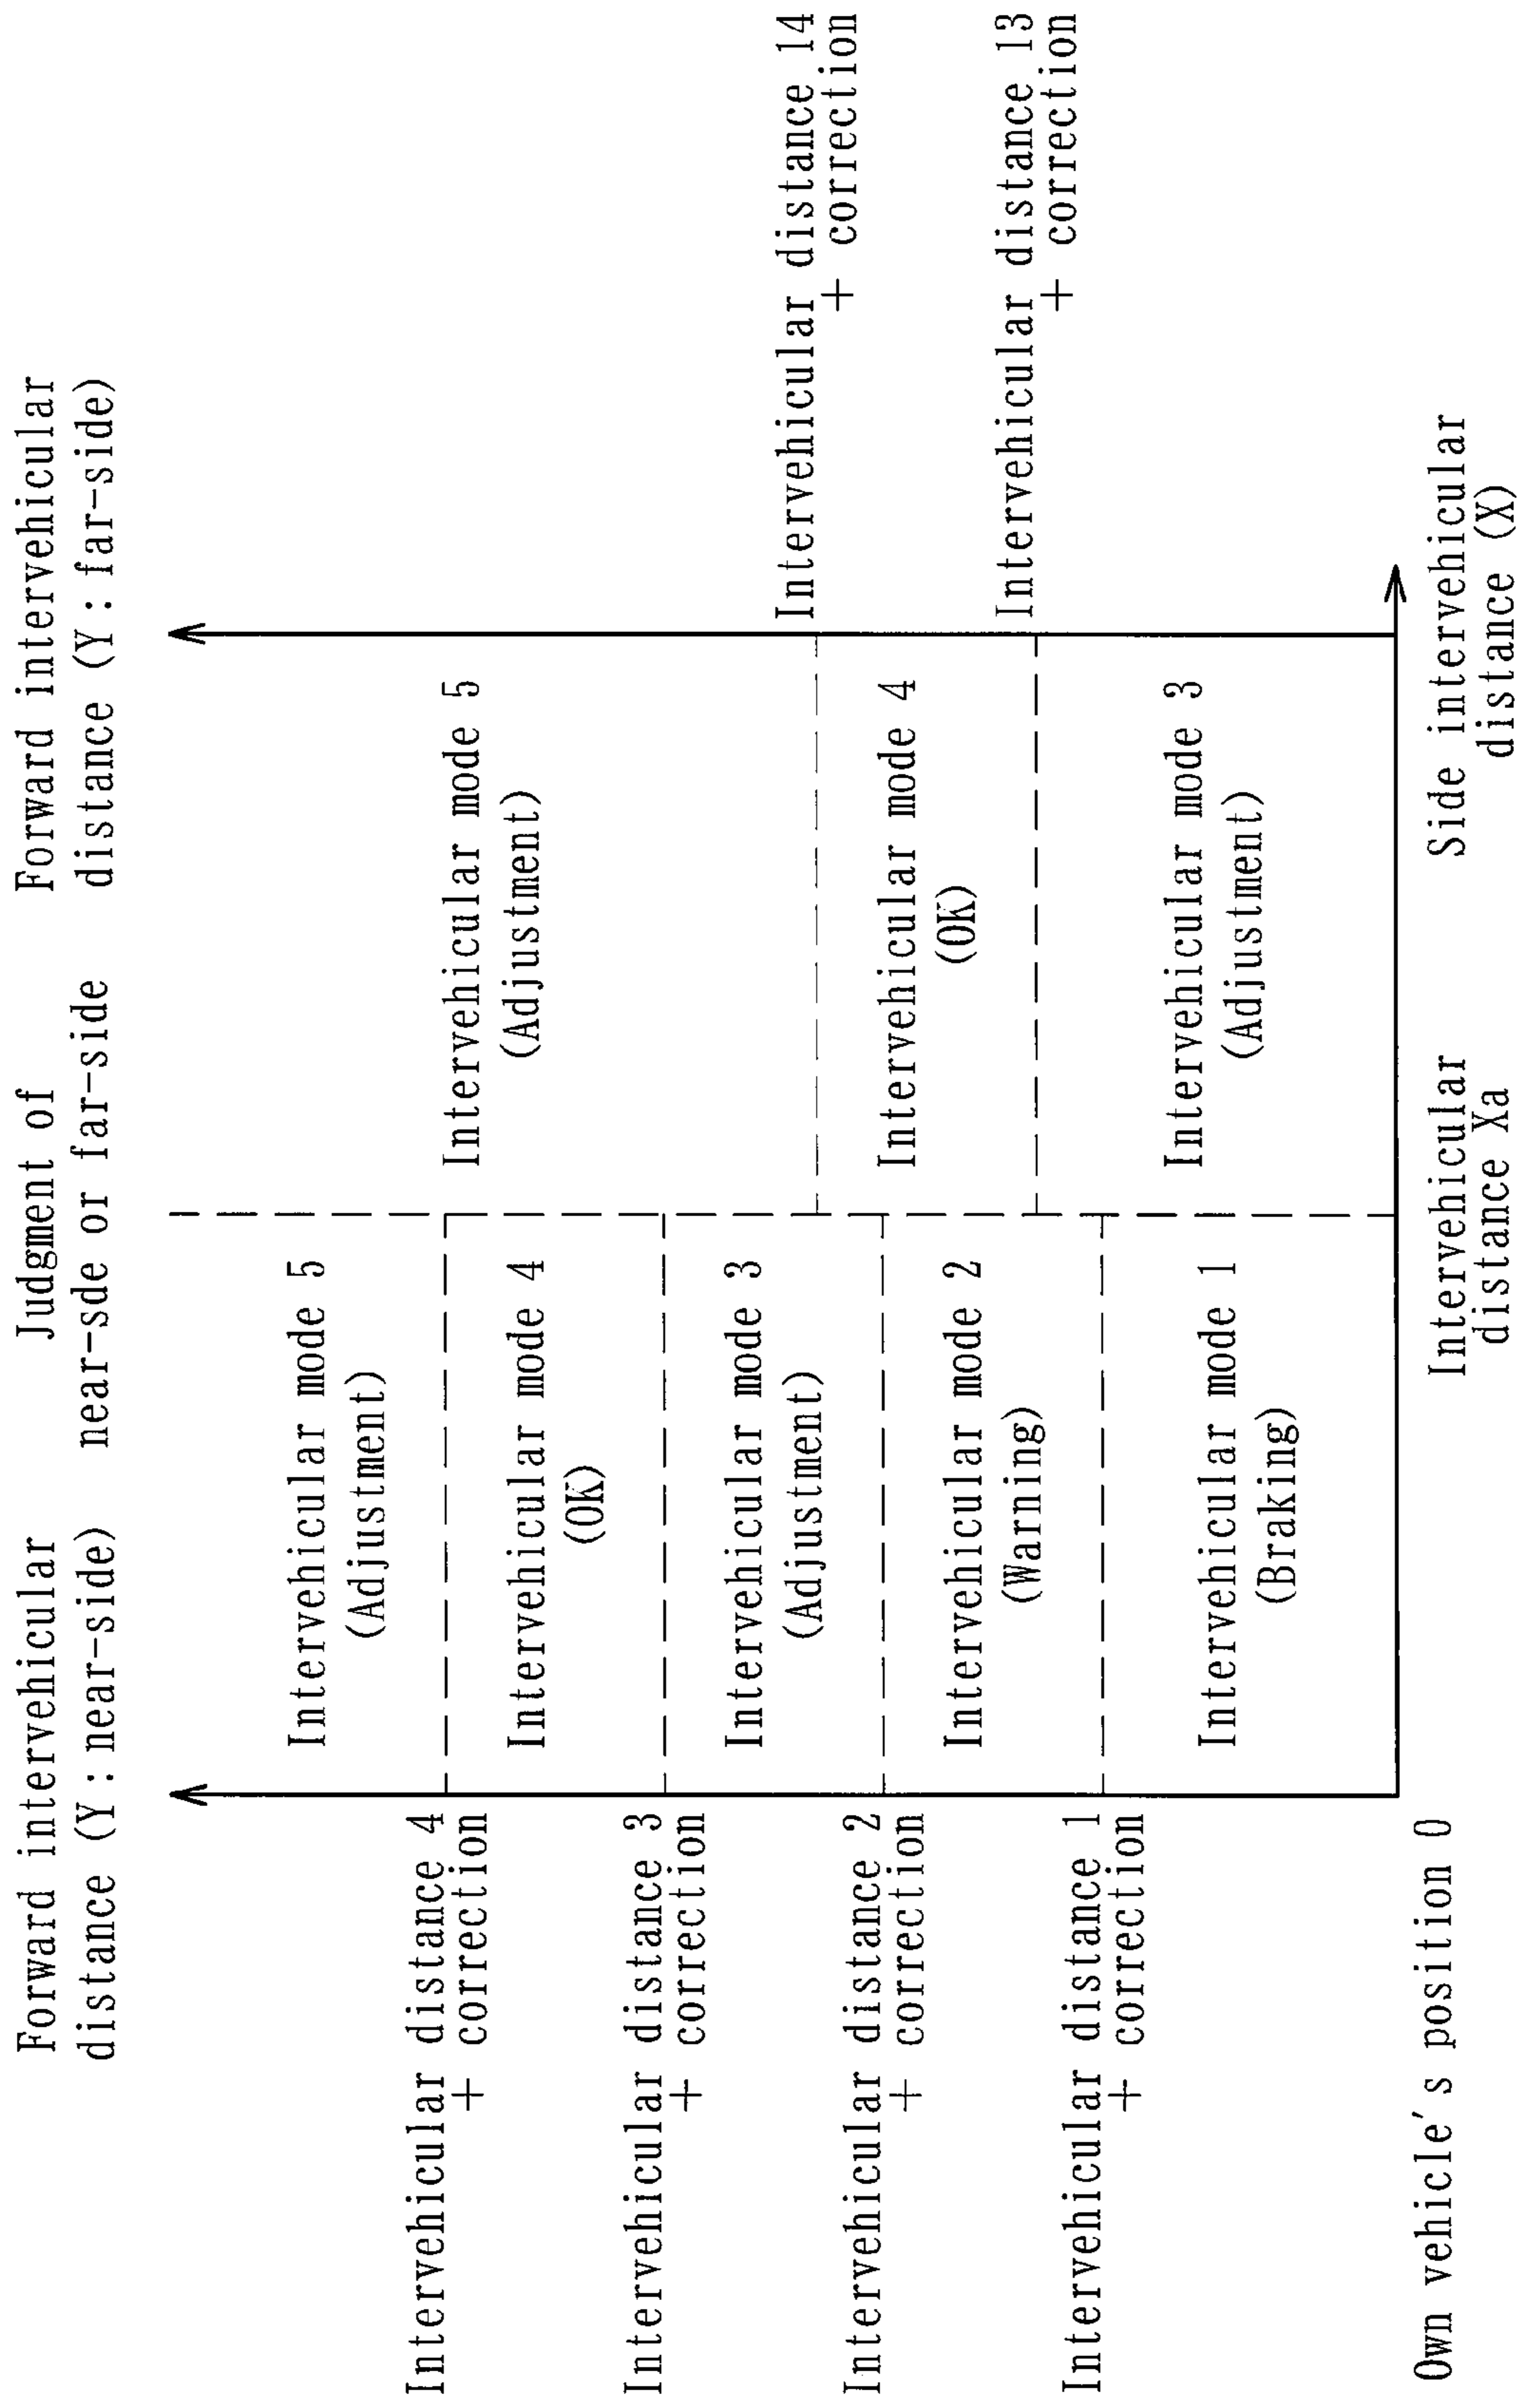 Forward intervehicular
distance (Y:near-side)
Judgment of
near-sde or far-side
Forward intervehicular
distance (Y:far-side)
Intervehicular distance 4
+ correction
Intervehicular distance 3
+ correction
Intervehicular distance 2
+ correction
Intervehicular distance 1
+ correction
Intervehicular mode 5
(Adjustment)
Intervehicular mode 4
(OK)
Intervehicular mode 3
(Adjustment)
Intervehicular mode 2
(Warning)
Intervehicular mode 1
(Braking)
Intervehicular mode 5
(Adjustment)
Intervehicular mode 4
(OK)
Intervehicular mode 3
(Adjustment)
Intervehicular distance 14
+ correction
Intervehicular distance 13
+ correction
Own vehicle's position 0
Intervehicular
distance Xa
Side intervehicular
distance (X)